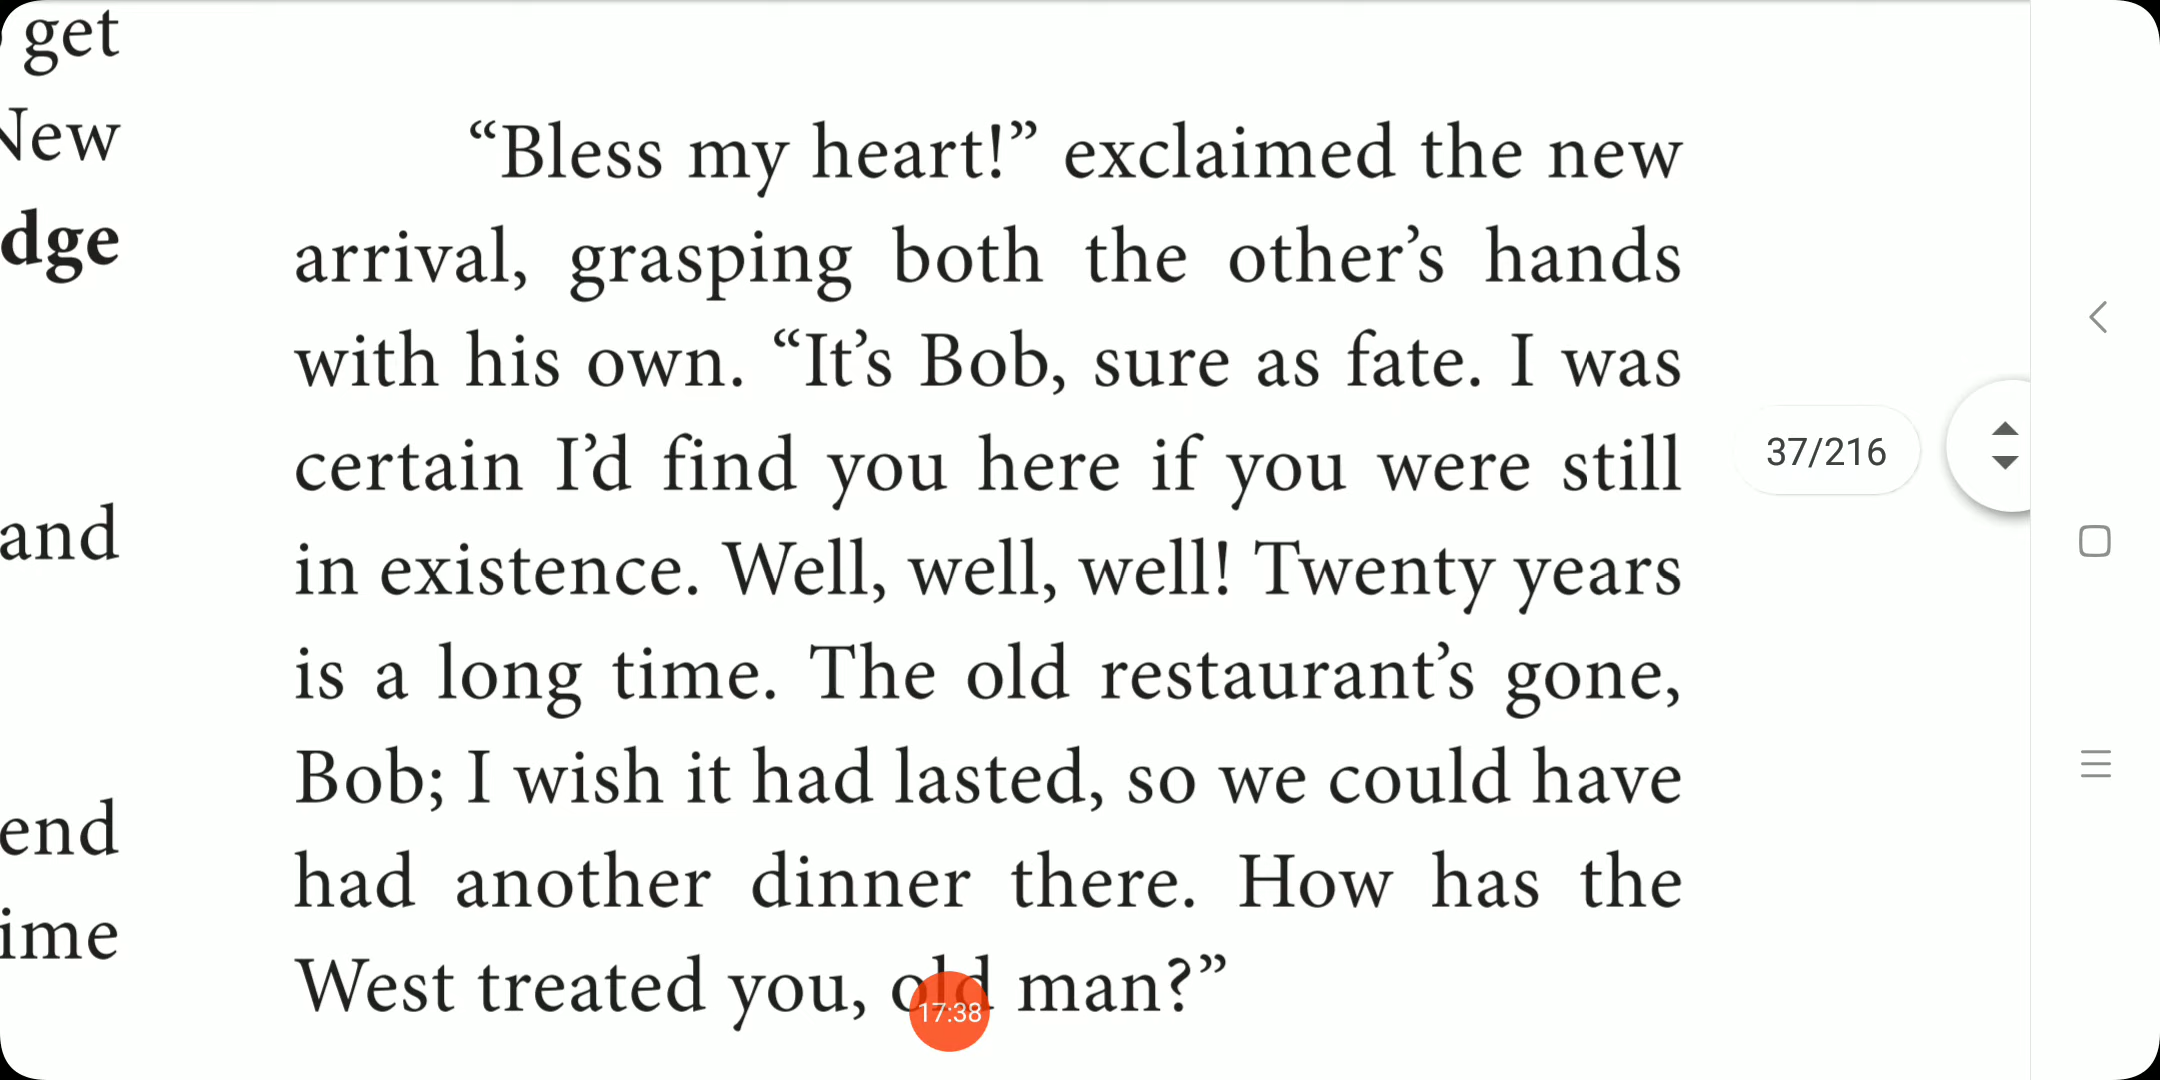 get
New
dge
and
end
ime
“Bless my heart!” exclaimed the new
arrival, grasping both the other’s hands
with his own. “It’s Bob, sure as fate. I was
certain I’d find you here if you were still
in existence. Well, well, well! Twenty years
is a long time. The old restaurant’s gone,
Bob; I wish it had lasted, so we could have
had another dinner there. How has the
West treated you, old man?”
37/216
17:38